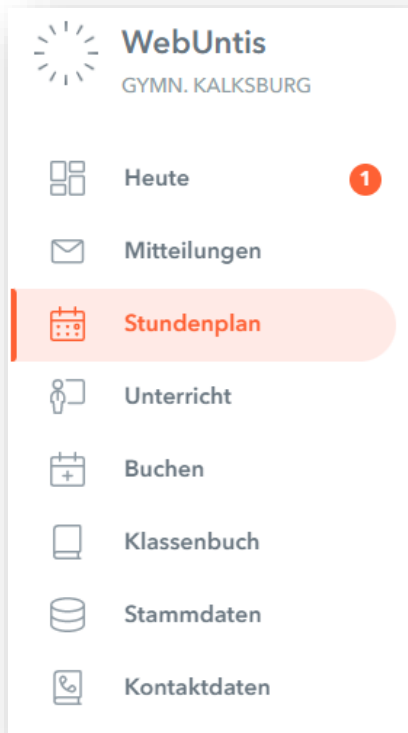 WebUntis
GYMN. KALKSBURG
Heute 1
Mitteilungen
Stundenplan
Unterricht
Buchen
Klassenbuch
Stammdaten
Kontaktdaten